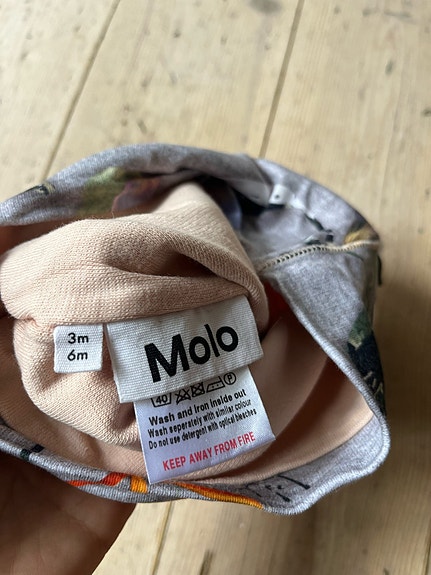 3m
6m
Molo
40 P
Wash and Iron inside out
Wash seperately with similar colour
Do not use detergent with optical bleaches
KEEP AWAY FROM FIRE